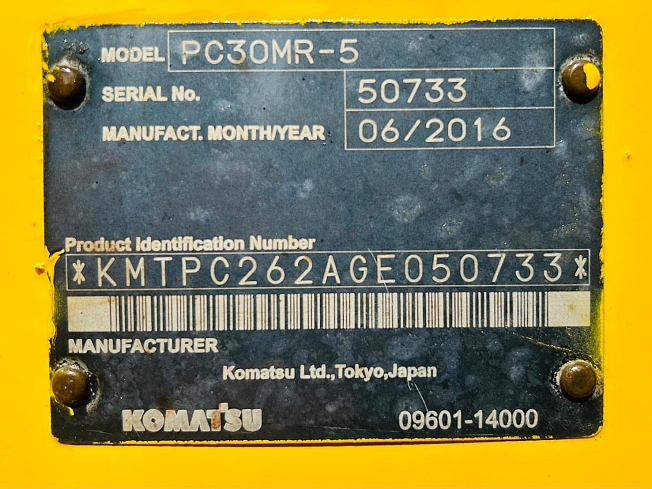 MODEL PC30MR-5
SERIAL No. 50733
MANUFACT. MONTH/YEAR 06/2016
Product Identification Number
*KMTPC262AGE050733*
MANUFACTURER
Komatsu Ltd.,Tokyo,Japan
KOMATSU 09601-14000